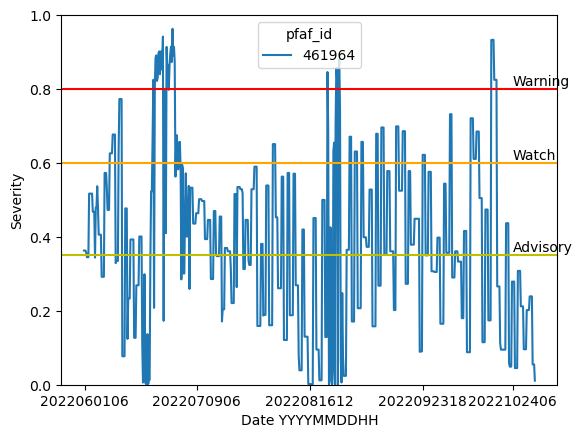 pfaf_id
461964
1.0
0.8
0.6
0.4
0.2
0.0
Severity
Warning
Watch
Advisory
2022060106
2022070906
2022081612
2022092318
2022102406
Date YYYYMMDDHH